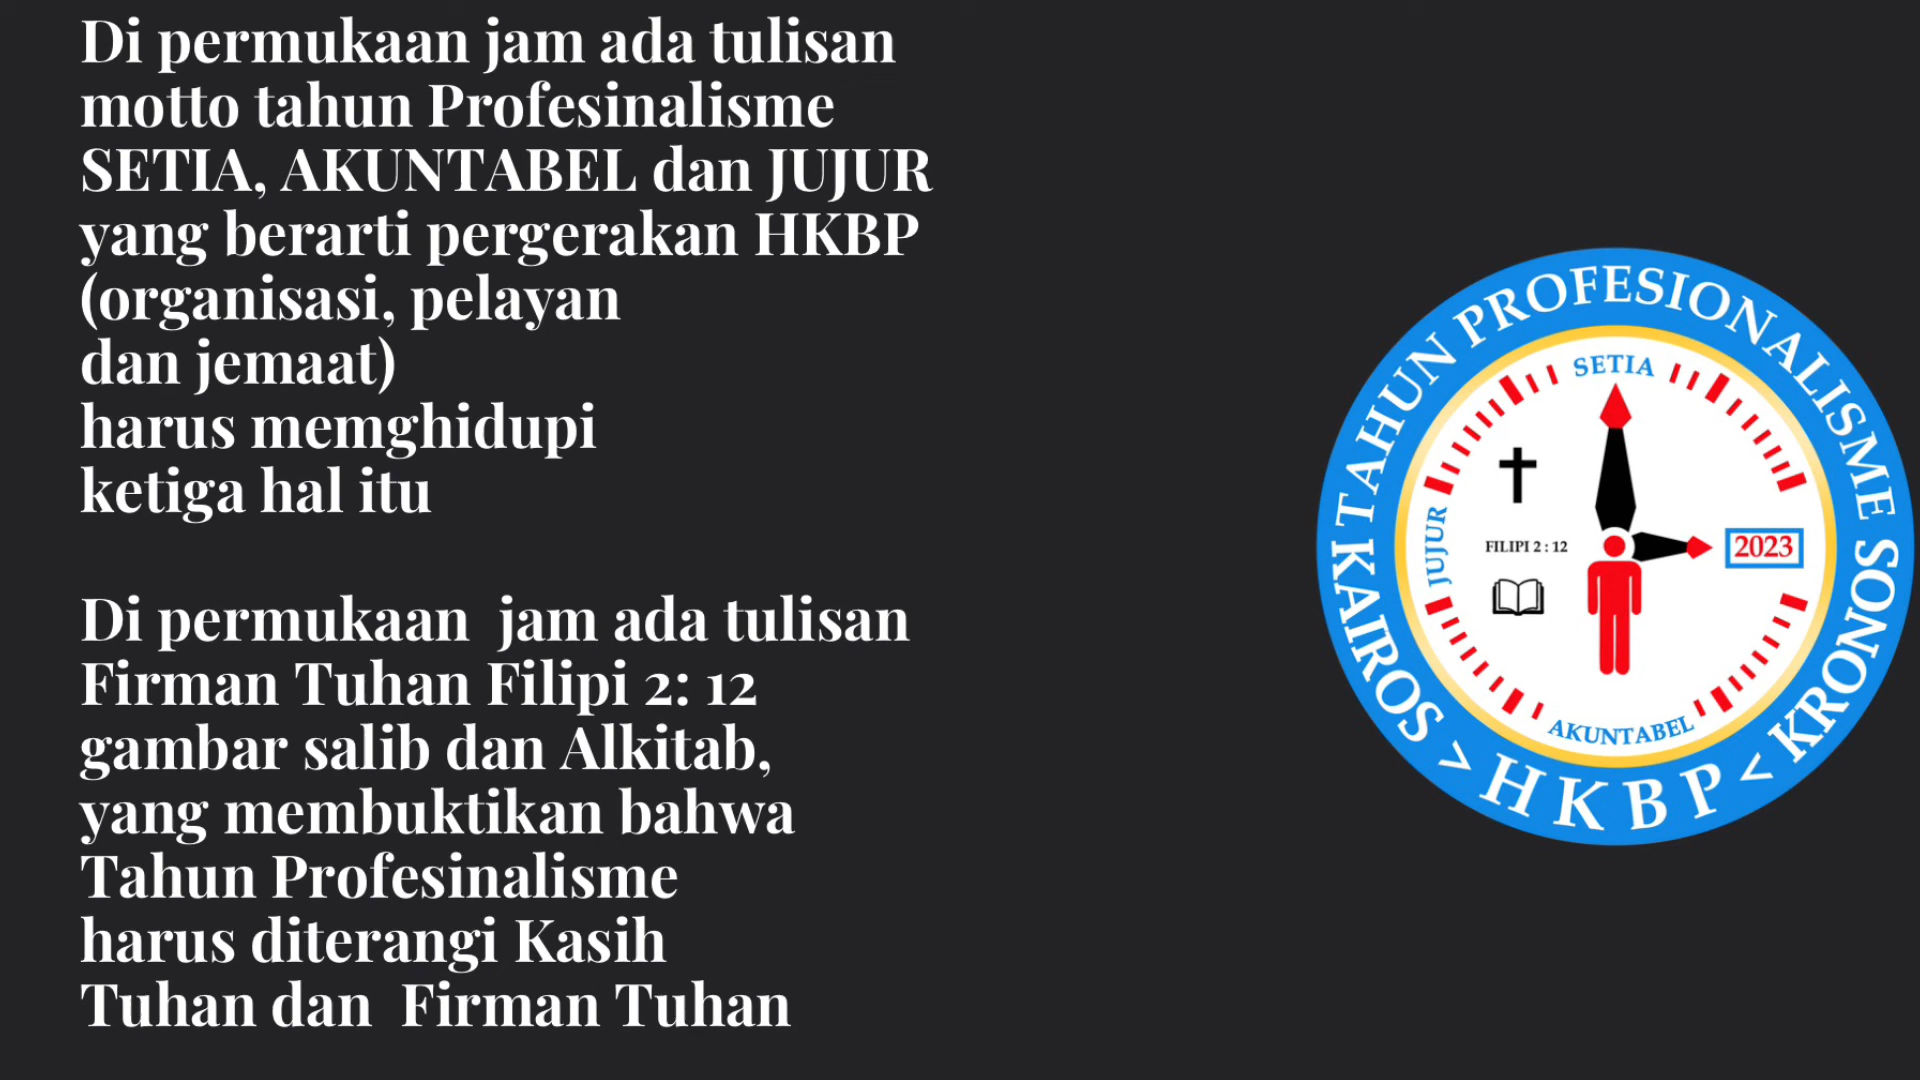 Di permukaan jam ada tulisan
motto tahun Profesinalisme
SETIA, AKUNTABEL dan JUJUR
yang berarti pergerakan HKBP
(organisasi, pelayan
dan jemaat)
harus memghidupi
ketiga hal itu
Di permukaan jam ada tulisan
Firman Tuhan Filipi 2: 12
gambar salib dan Alkitab,
yang membuktikan bahwa
Tahun Profesinalisme
harus diterangi Kasih
Tuhan dan Firman Tuhan
TAHUN PROFESIONALISME
KAIROS > HKBP < KRONOS
SETIA
JUJUR
FILIPI 2 : 12
2023
AKUNTABEL